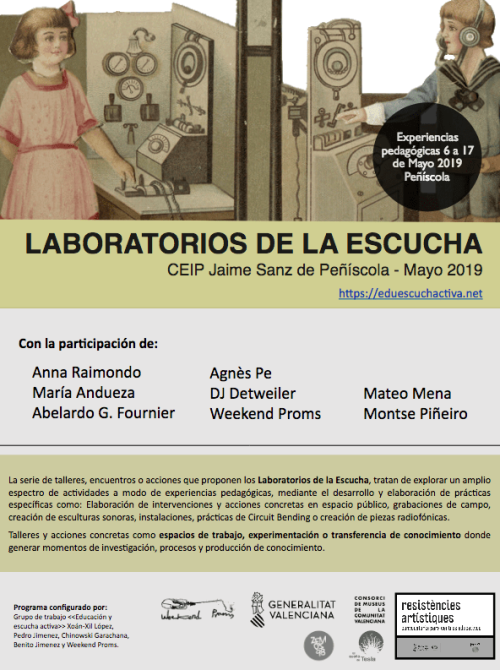 Experiencias
pedagógicas 6 a 17
de Mayo 2019
Peñíscola
LABORATORIOS DE LA ESCUCHA
CEIP Jaime Sanz de Peñíscola - Mayo 2019
https://eduescuchactiva.net
Con la participación de:
Anna Raimondo
María Andueza
Abelardo G. Fournier
Agnès Pe
DJ Detweiler
Weekend Proms
Mateo Mena
Montse Piñeiro
La serie de talleres, encuentros o acciones que proponen los Laboratorios de la Escucha, tratan de explorar un amplio
espectro de actividades a modo de experiencias pedagógicas, mediante el desarrollo y elaboración de prácticas
específicas como: Elaboración de intervenciones y acciones concretas en espacio público, grabaciones de campo,
creación de esculturas sonoras, instalaciones, prácticas de Circuit Bending o creación de piezas radiofónicas.
Talleres y acciones concretas como espacios de trabajo, experimentación o transferencia de conocimiento donde
generar momentos de investigación, procesos y producción de conocimiento.
Programa configurado por:
Grupo de trabajo <<Educación y
escucha activa>> Xoán-Xil López,
Pedro Jimenez, Chinowski Garachana,
Benito Jimenez y Weekend Proms.
GENERALITAT
VALENCIANA
CONSORCI
DE MUSEUS
DE LA
COMUNITAT
VALENCIANA
resistències
artístiques